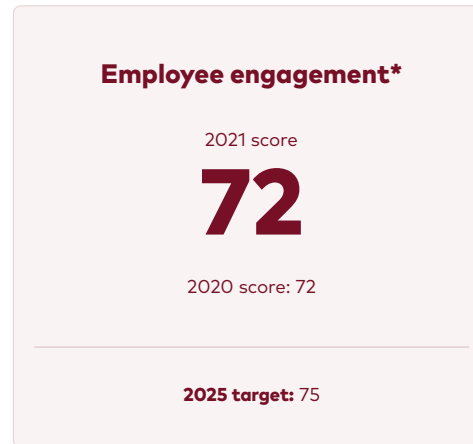 Employee engagement*
2021 score
72
2020 score: 72
2025 target: 75